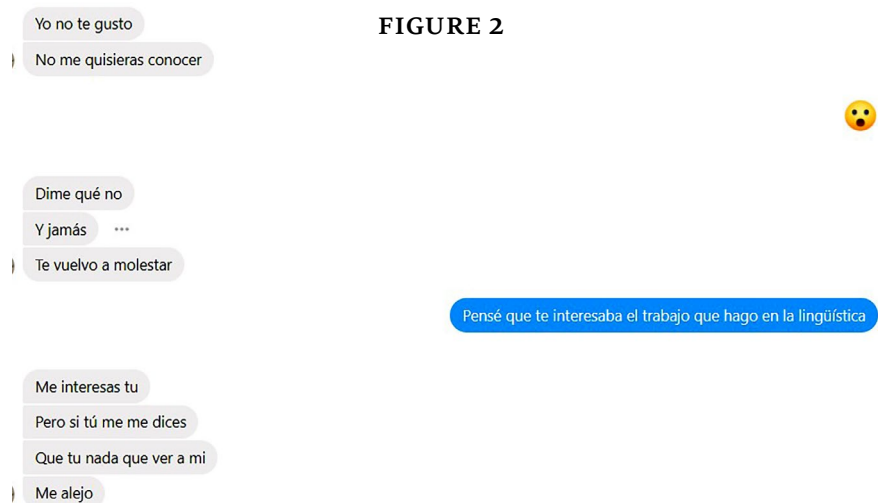 FIGURE 2
Yo no te gusto
No me quisieras conocer
😮
Dime qué no
Y jamás
Te vuelvo a molestar
Pensé que te interesaba el trabajo que hago en la lingüística
Me interesas tu
Pero si tú me me dices
Que tu nada que ver a mi
Me alejo